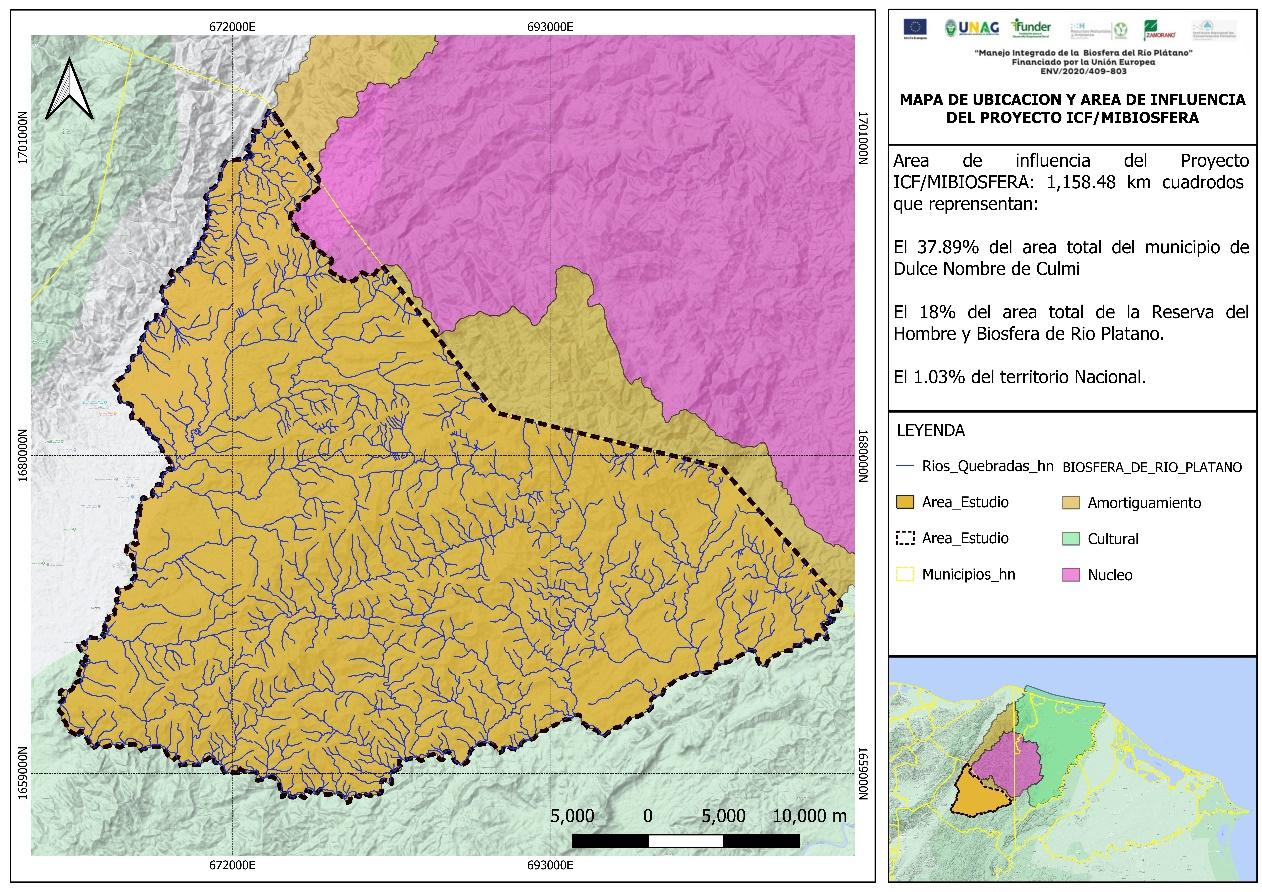 672000E 693000E
1701000N 1701000N
1680000N 1680000N
1659000N 1659000N
5,000 0 5,000 10,000 m
672000E 693000E
UNAG funder ZAMORANO
"Manejo Integrado de la Biosfera del Río Plátano"
Financiado por la Unión Europea
ENV/2020/409-803
MAPA DE UBICACION Y AREA DE INFLUENCIA
DEL PROYECTO ICF/MIBIOSFERA
Area de influencia del Proyecto
ICF/MIBIOSFERA: 1,158.48 km cuadrodos
que reprensentan:
El 37.89% del area total del municipio de
Dulce Nombre de Culmi
El 18% del area total de la Reserva del
Hombre y Biosfera de Rio Platano.
El 1.03% del territorio Nacional.
LEYENDA
Rios_Quebradas_hn BIOSFERA_DE_RIO_PLATANO
Area_Estudio Amortiguamiento
Area_Estudio Cultural
Municipios_hn Nucleo